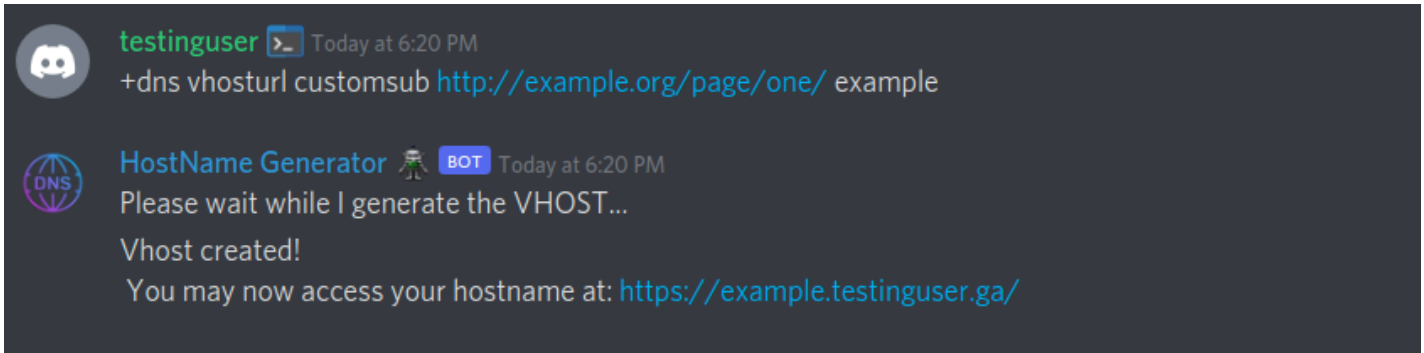 testinguser >_ Today at 6:20 PM
+dns vhosturl customsub http://example.org/page/one/ example
HostName Generator BOT Today at 6:20 PM
DNS
Please wait while I generate the VHOST...
Vhost created!
You may now access your hostname at: https://example.testinguser.ga/